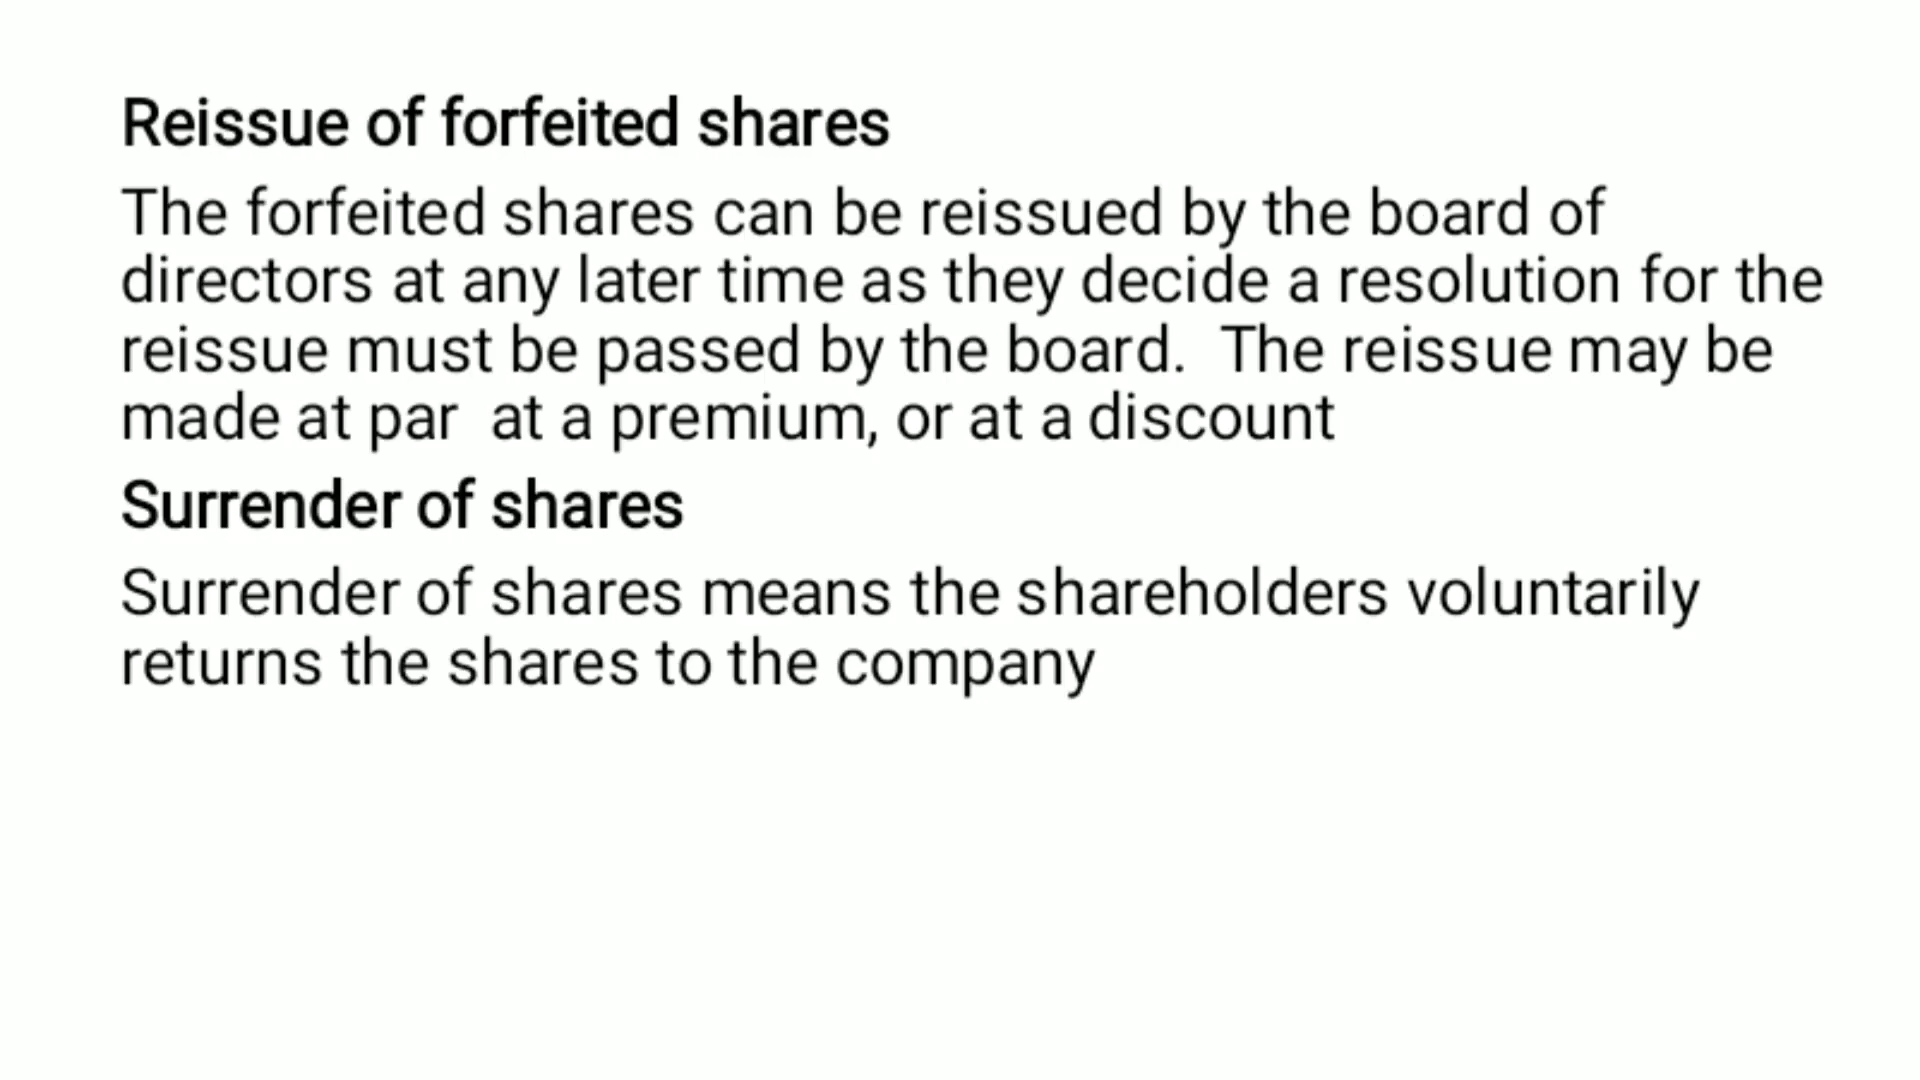 Reissue of forfeited shares
The forfeited shares can be reissued by the board of
directors at any later time as they decide a resolution for the
reissue must be passed by the board.  The reissue may be
made at par  at a premium, or at a discount
Surrender of shares
Surrender of shares means the shareholders voluntarily
returns the shares to the company